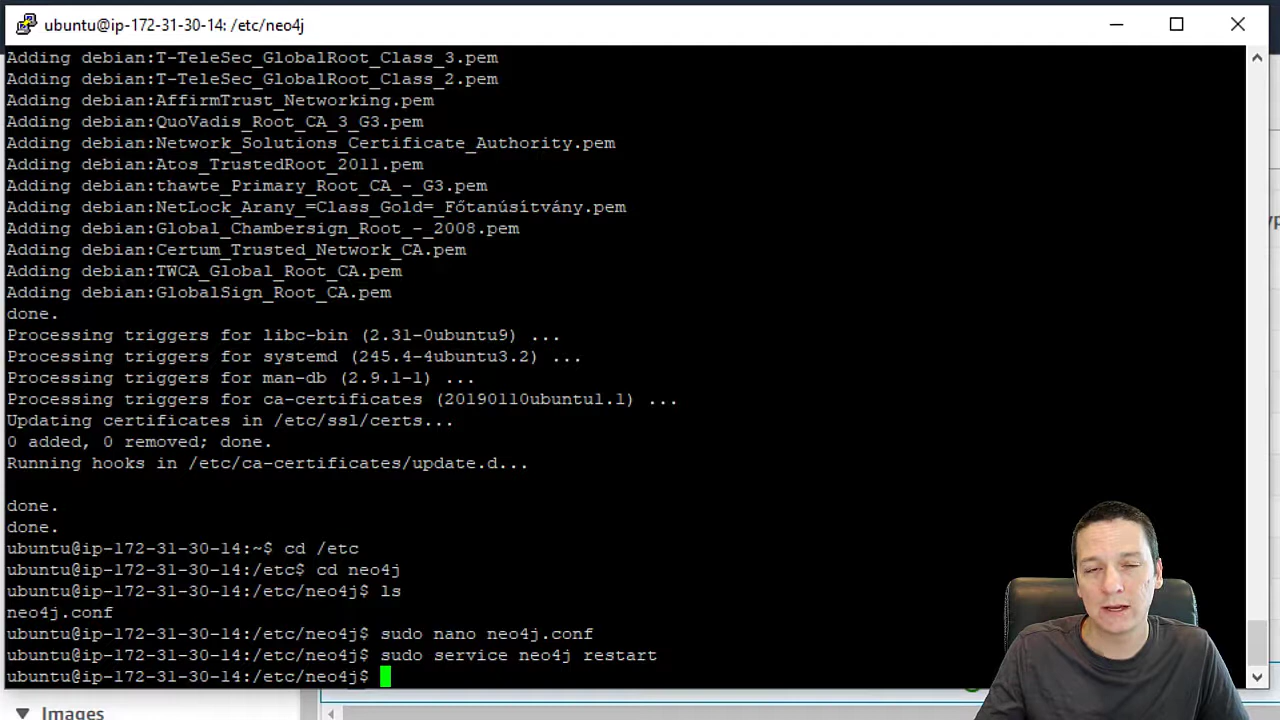 ubuntu@ip-172-31-30-14: /etc/neo4j
Adding debian:T-TeleSec_GlobalRoot_Class_3.pem
Adding debian:T-TeleSec_GlobalRoot_Class_2.pem
Adding debian:AffirmTrust_Networking.pem
Adding debian:QuoVadis_Root_CA_3_G3.pem
Adding debian:Network_Solutions_Certificate_Authority.pem
Adding debian:Atos_TrustedRoot_2011.pem
Adding debian:thawte_Primary_Root_CA_-_G3.pem
Adding debian:NetLock_Arany_=Class_Gold=_Főtanúsítvány.pem
Adding debian:Global_Chambersign_Root_-_2008.pem
Adding debian:Certum_Trusted_Network_CA.pem
Adding debian:TWCA_Global_Root_CA.pem
Adding debian:GlobalSign_Root_CA.pem
done.
Processing triggers for libc-bin (2.31-0ubuntu9) ...
Processing triggers for systemd (245.4-4ubuntu3.2) ...
Processing triggers for man-db (2.9.1-1) ...
Processing triggers for ca-certificates (20190110ubuntu1.1) ...
Updating certificates in /etc/ssl/certs...
0 added, 0 removed; done.
Running hooks in /etc/ca-certificates/update.d...
done.
done.
ubuntu@ip-172-31-30-14:~$ cd /etc
ubuntu@ip-172-31-30-14:/etc$ cd neo4j
ubuntu@ip-172-31-30-14:/etc/neo4j$ ls
neo4j.conf
ubuntu@ip-172-31-30-14:/etc/neo4j$ sudo nano neo4j.conf
ubuntu@ip-172-31-30-14:/etc/neo4j$ sudo service neo4j restart
ubuntu@ip-172-31-30-14:/etc/neo4j$
Images